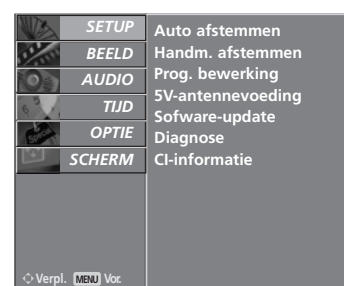 SETUP
BEELD
AUDIO
TIJD
OPTIE
SCHERM
Auto afstemmen
Handm. afstemmen
Prog. bewerking
5V-antennevoeding
Sofware-update
Diagnose
CI-informatie
Verpl. MENU Vor.